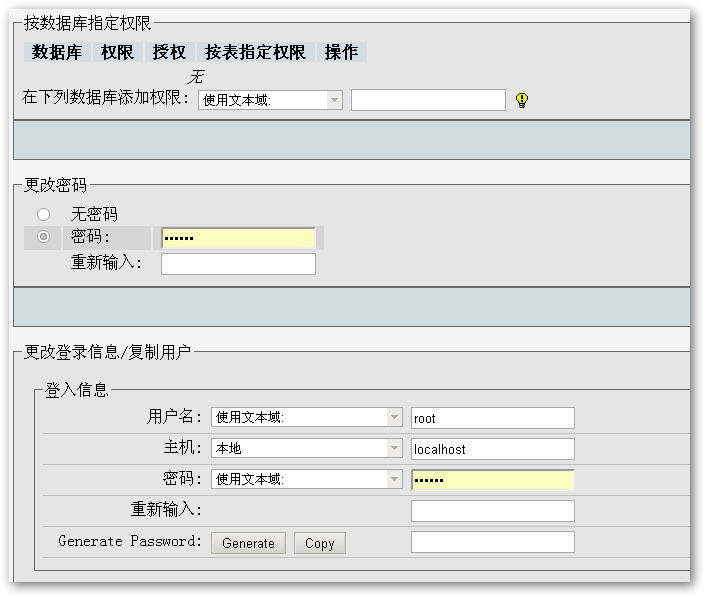 按数据库指定权限
数据库 权限 授权 按表指定权限 操作
无
在下列数据库添加权限: 使用文本域:
更改密码
无密码
密码: ••••••
重新输入:
更改登录信息/复制用户
登入信息
用户名: 使用文本域: root
主机: 本地 localhost
密码: 使用文本域: ••••••
重新输入:
Generate Password: Generate Copy